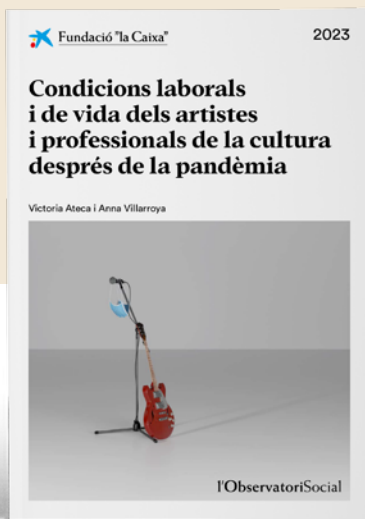 Fundació "la Caixa"
2023
Condicions laborals
i de vida dels artistes
i professionals de la cultura
després de la pandèmia
Victoria Ateca i Anna Villarroya
l'ObservatoriSocial